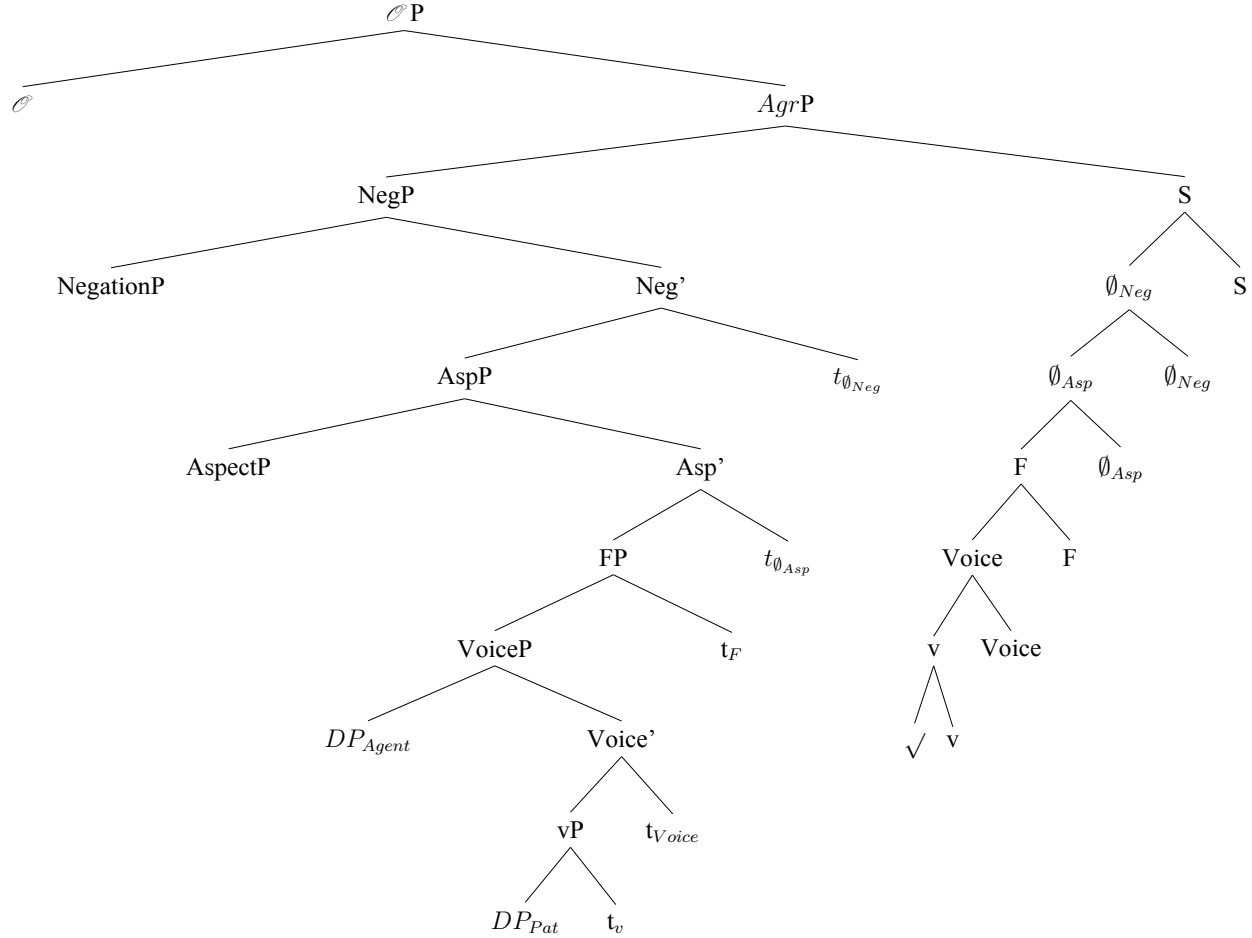 𝒪P
𝒪 AgrP
NegP S
NegationP Neg’ ∅Neg S
AspP t∅Neg ∅Asp ∅Neg
AspectP Asp’ F ∅Asp
FP t∅Asp Voice F
VoiceP tF v Voice
DPAgent Voice’ √ v
vP tVoice
DPPat tv